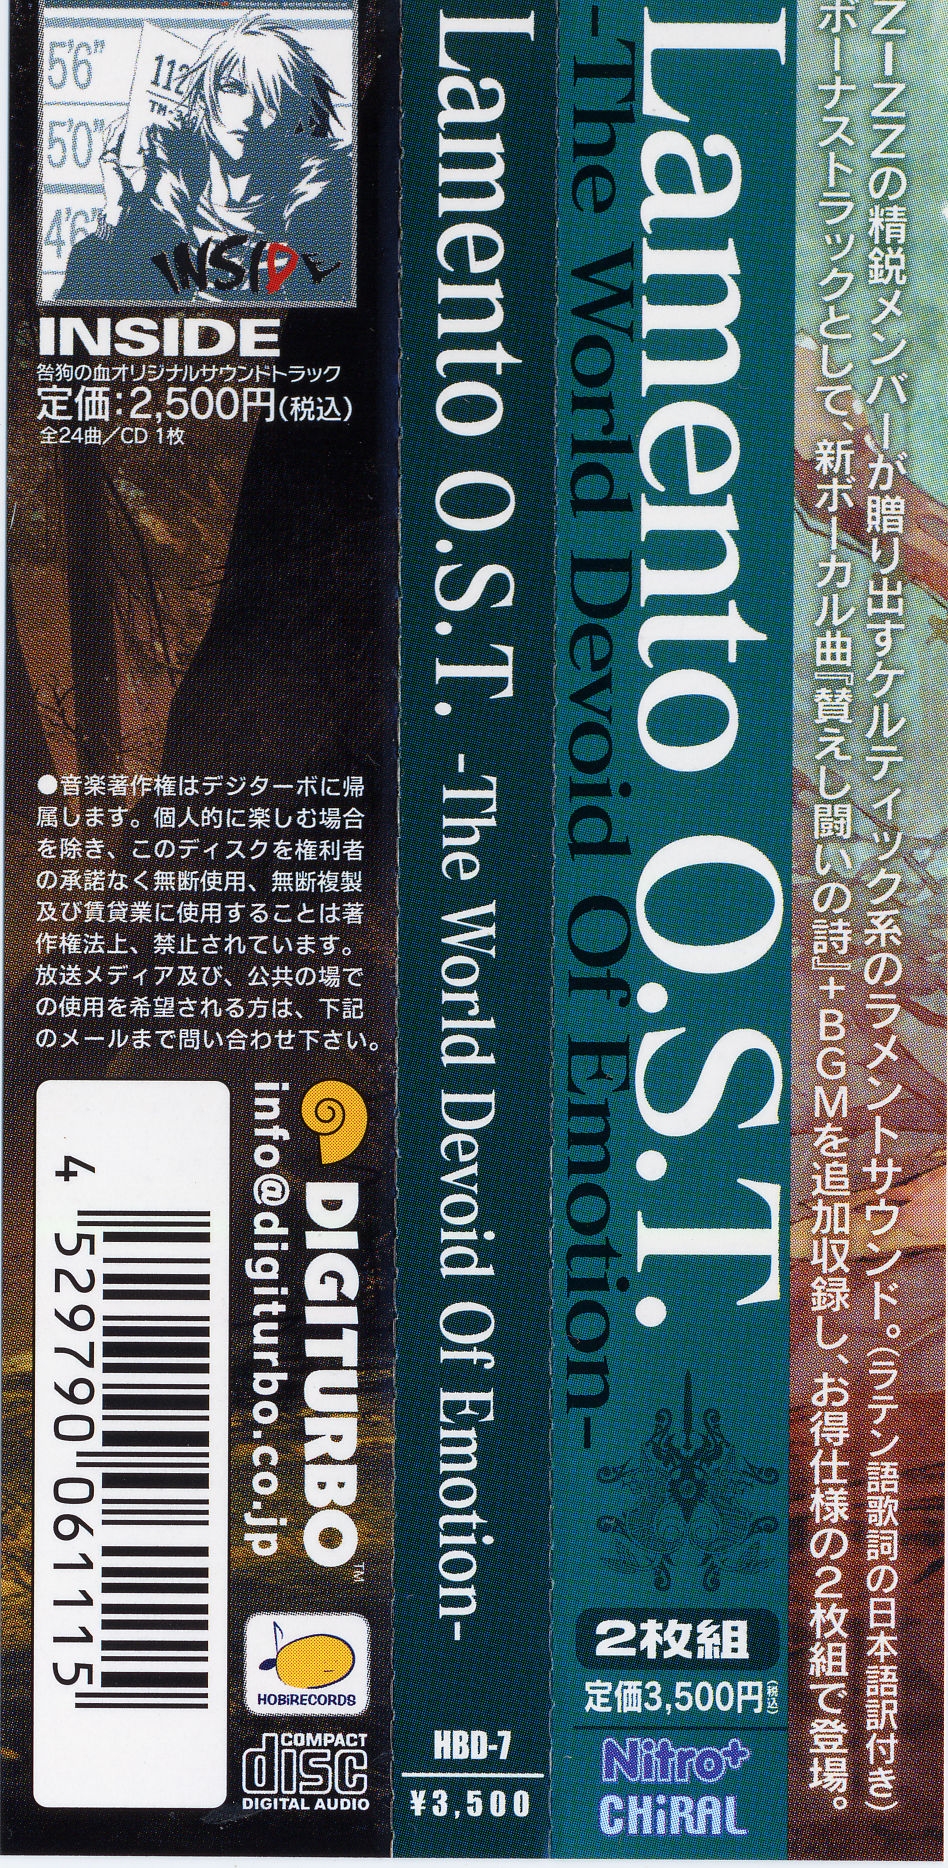 ZIZZの精鋭メンバーが贈り出すケルティック系のラメントサウンド。(ラテン語歌詞の日本語訳付き)
ボーナストラックとして、新ボーカル曲『賛えし闘いの詩』+BGMを追加収録し、お得仕様の2枚組で登場。
Lamento O.S.T.
-The World Devoid Of Emotion-
2枚組
定価3,500円(税込)
Nitro+
CHiRAL
Lamento O.S.T. -The World Devoid Of Emotion-
HBD-7
¥3,500
5'6"
5'0"
4'6"
112
TM
INSIDE
INSIDE
咎狗の血オリジナルサウンドトラック
定価:2,500円(税込)
全24曲/CD 1枚
●音楽著作権はデジターボに帰
属します。個人的に楽しむ場合
を除き、このディスクを権利者
の承諾なく無断使用、無断複製
及び賃貸業に使用することは著
作権法上、禁止されています。
放送メディア及び、公共の場で
の使用を希望される方は、下記
のメールまで問い合わせ下さい。
DIGITURBO™
info@digiturbo.co.jp
4 529790 061115
HOBiRECORDS
COMPACT
disc
DIGITAL AUDIO